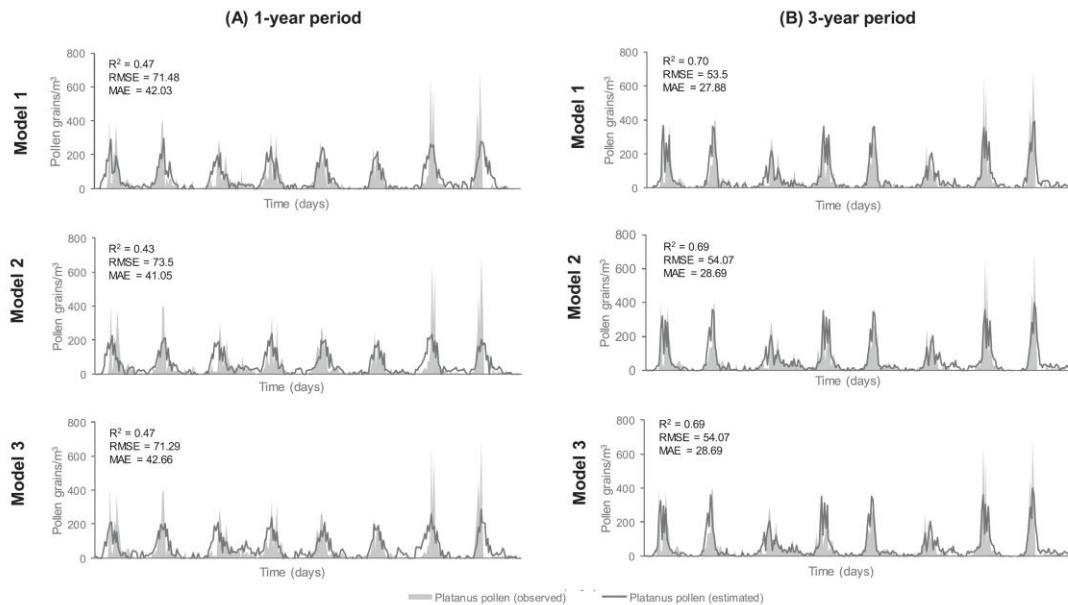 (A) 1-year period
(B) 3-year period
Model 1
Pollen grains/m³
800
600
400
200
0
R² = 0.47
RMSE = 71.48
MAE = 42.03
Time (days)
Model 1
Pollen grains/m³
800
600
400
200
0
R² = 0.70
RMSE = 53.5
MAE = 27.88
Time (days)
Model 2
Pollen grains/m³
800
600
400
200
0
R² = 0.43
RMSE = 73.5
MAE = 41.05
Time (days)
Model 2
Pollen grains/m³
800
600
400
200
0
R² = 0.69
RMSE = 54.07
MAE = 28.69
Time (days)
Model 3
Pollen grains/m³
800
600
400
200
0
R² = 0.47
RMSE = 71.29
MAE = 42.66
Time (days)
Model 3
Pollen grains/m³
800
600
400
200
0
R² = 0.69
RMSE = 54.07
MAE = 28.69
Time (days)
Platanus pollen (observed)
Platanus pollen (estimated)